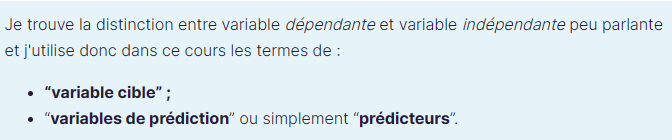 Je trouve la distinction entre variable dépendante et variable indépendante peu parlante
et j'utilise donc dans ce cours les termes de :
• “variable cible” ;
• “variables de prédiction” ou simplement “prédicteurs”.